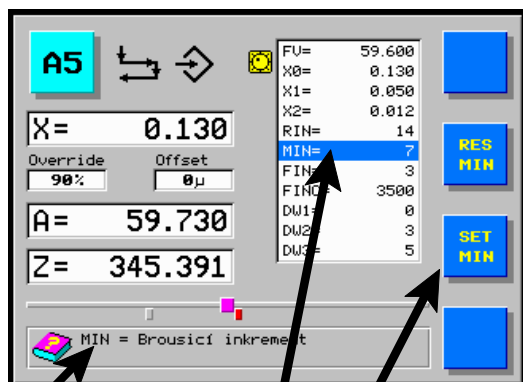 A5
X= 0.130
Override Offset
90% 0μ
A= 59.730
Z= 345.391
FV= 59.600
X0= 0.130
X1= 0.050
X2= 0.012
RIN= 14
MIN= 7
FIN= 3
FINC= 3500
DW1= 0
DW2= 3
DW3= 5
RES
MIN
SET
MIN
MIN = Brousicí inkrement